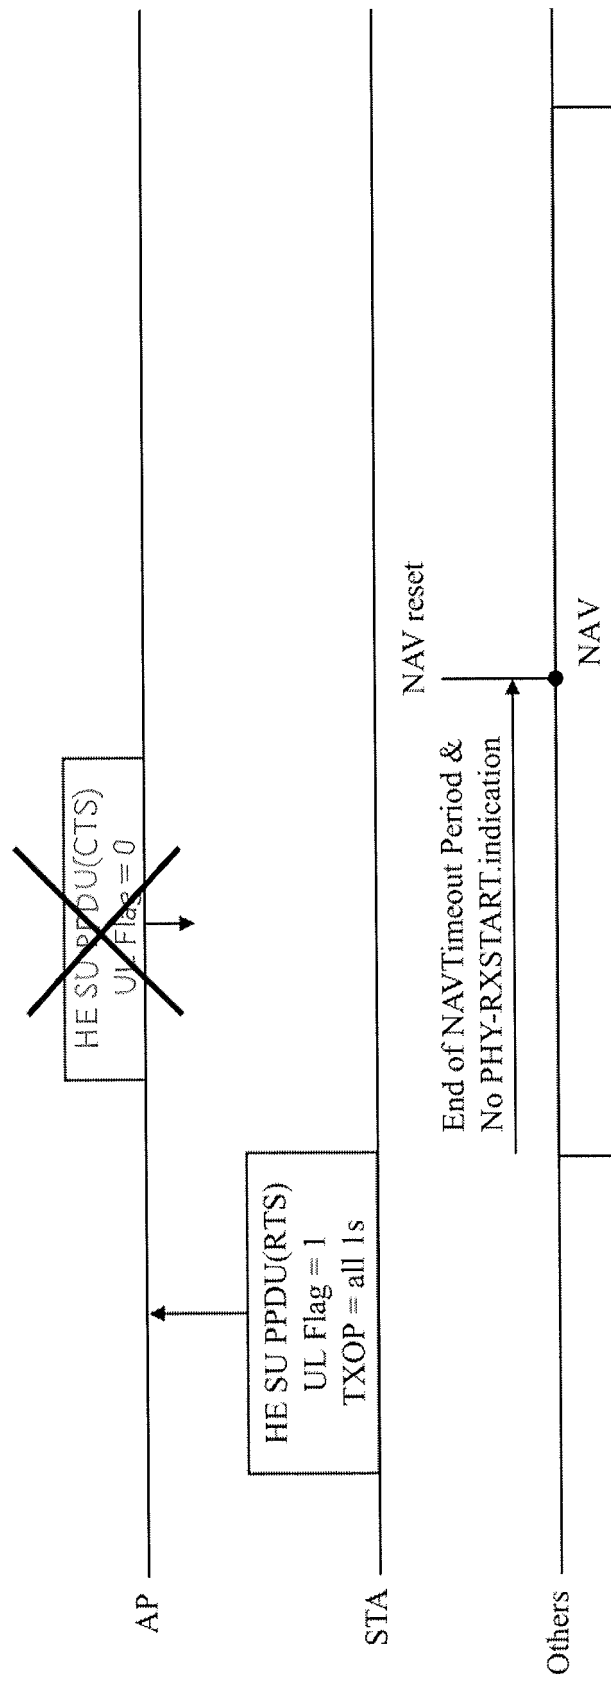 AP
HE SU PPDU(CTS)
UL Flag = 0
STA
HE SU PPDU(RTS)
UL Flag = 1
TXOP = all 1s
NAV reset
End of NAVTimeout Period &
No PHY-RXSTART.indication
Others
NAV